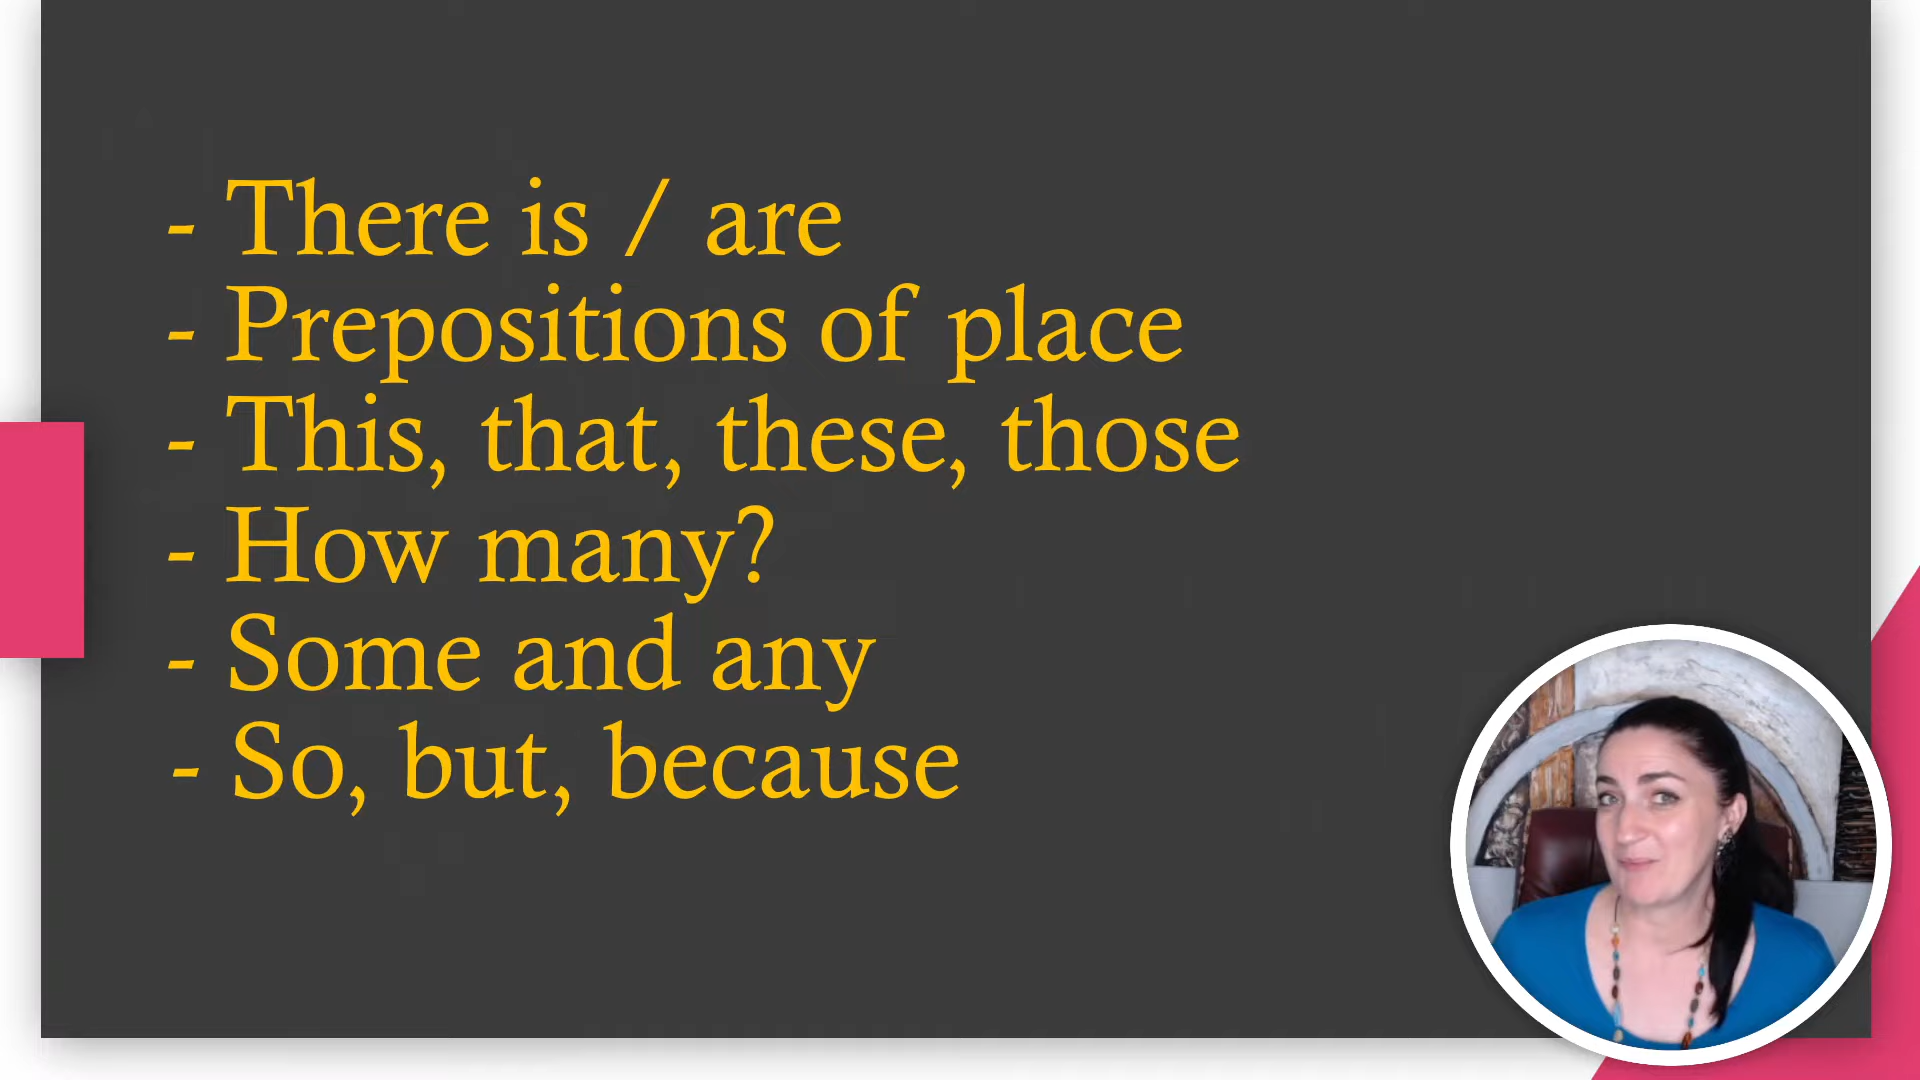 - There is / are
- Prepositions of place
- This, that, these, those
- How many?
- Some and any
- So, but, because